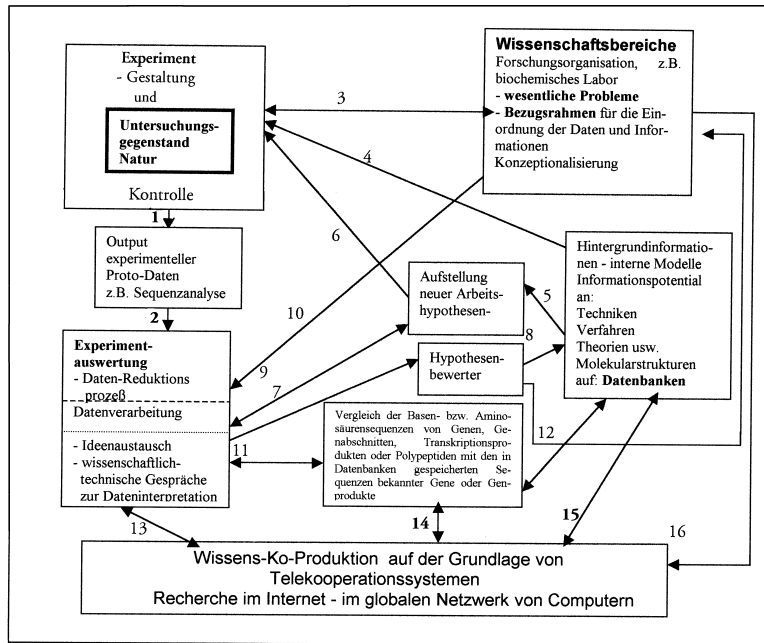 Experiment
- Gestaltung
und
Untersuchungs-
gegenstand
Natur
Kontrolle
1
Output
experimenteller
Proto-Daten
z.B. Sequenzanalyse
2
Experiment-
auswertung
- Daten-Reduktions
prozeß
Datenverarbeitung
- Ideenaustausch
- wissenschaftlich-
technische Gespräche
zur Dateninterpretation
3
Wissenschaftsbereiche
Forschungsorganisation, z.B.
biochemisches Labor
- wesentliche Probleme
- Bezugsrahmen für die Ein-
ordnung der Daten und Infor-
mationen
Konzeptionalisierung
4
6
10
Aufstellung
neuer Arbeits-
hypothesen-
5
Hintergrundinformatio-
nen - interne Modelle
Informationspotential
an:
Techniken
Verfahren
Theorien usw.
Molekularstrukturen
auf: Datenbanken
9
7
8
Hypothesen-
bewerter
Vergleich der Basen- bzw. Amino-
säurensequenzen von Genen, Ge-
nabschnitten, Transkriptionsprodu-
kten oder Polypeptiden mit den in
Datenbanken gespeicherten Se-
quenzen bekannter Gene oder Gen-
produkte
11
12
13
14
15
16
Wissens-Ko-Produktion auf der Grundlage von
Telekooperationssystemen
Recherche im Internet - im globalen Netzwerk von Computern